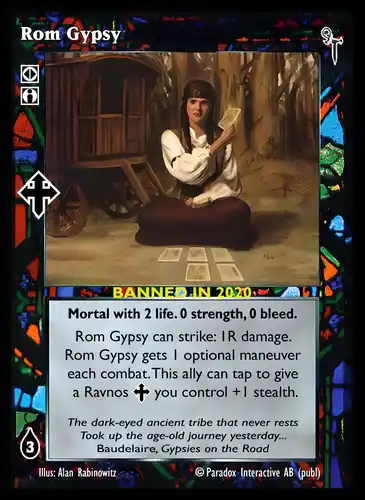 Rom Gypsy
BANNED IN 2020
Mortal with 2 life. 0 strength, 0 bleed.
Rom Gypsy can strike: 1R damage.
Rom Gypsy gets 1 optional maneuver
each combat. This ally can tap to give
a Ravnos you control +1 stealth.
The dark-eyed ancient tribe that never rests
Took up the age-old journey yesterday...
Baudelaire, Gypsies on the Road
3
Illus: Alan Rabinowitz © Paradox Interactive AB (publ)